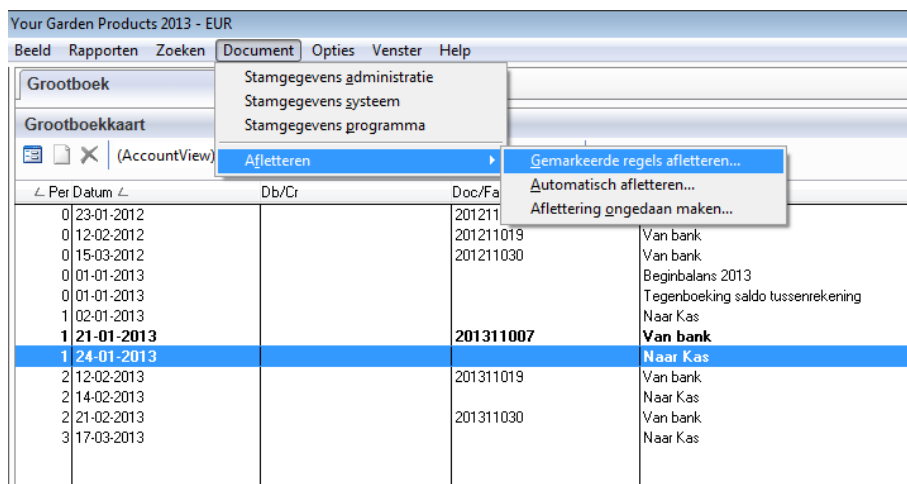 Your Garden Products 2013 - EUR
Beeld Rapporten Zoeken Document Opties Venster Help
Grootboek
Grootboekkaart
(AccountView)
Stamgegevens administratie
Stamgegevens systeem
Stamgegevens programma
Afletteren
Gemarkeerde regels afletteren...
Automatisch afletteren...
Aflettering ongedaan maken...
Per Datum Db/Cr Doc/Fa
0 23-01-2012 201211
0 12-02-2012 201211019 Van bank
0 15-03-2012 201211030 Van bank
0 01-01-2013 Beginbalans 2013
0 01-01-2013 Tegenboeking saldo tussenrekening
1 02-01-2013 Naar Kas
1 21-01-2013 201311007 Van bank
1 24-01-2013 Naar Kas
2 12-02-2013 201311019 Van bank
2 14-02-2013 Naar Kas
2 21-02-2013 201311030 Van bank
3 17-03-2013 Naar Kas